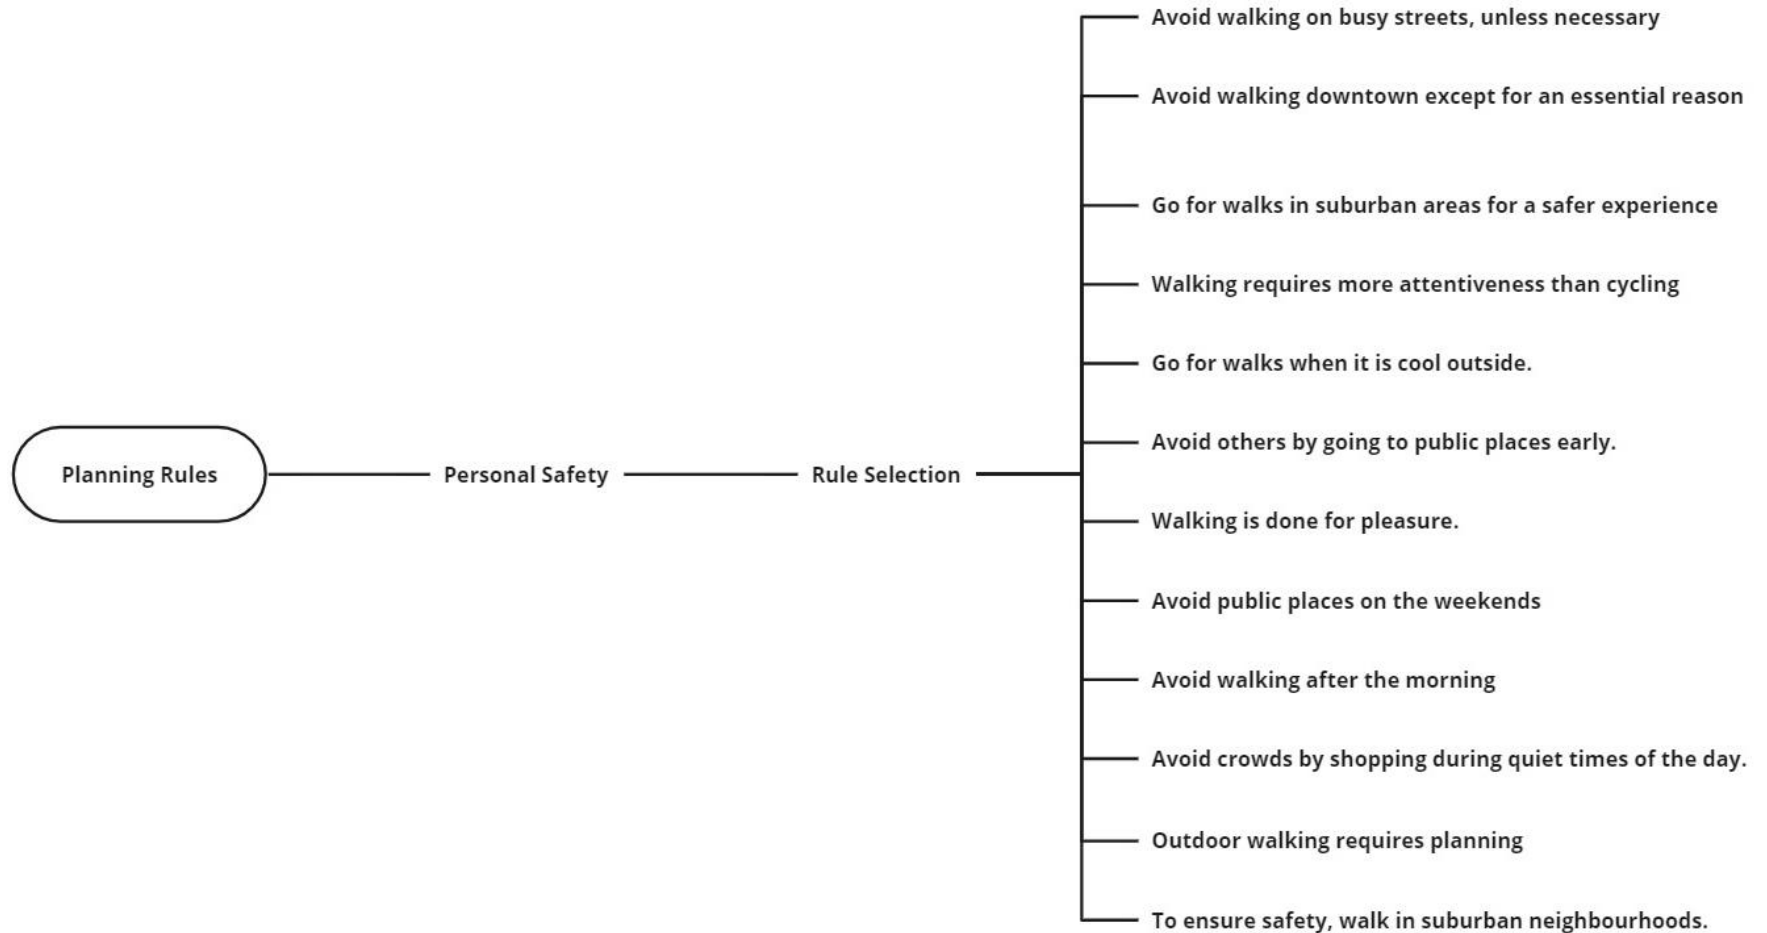 Planning Rules
Personal Safety
Rule Selection
Avoid walking on busy streets, unless necessary
Avoid walking downtown except for an essential reason
Go for walks in suburban areas for a safer experience
Walking requires more attentiveness than cycling
Go for walks when it is cool outside.
Avoid others by going to public places early.
Walking is done for pleasure.
Avoid public places on the weekends
Avoid walking after the morning
Avoid crowds by shopping during quiet times of the day.
Outdoor walking requires planning
To ensure safety, walk in suburban neighbourhoods.